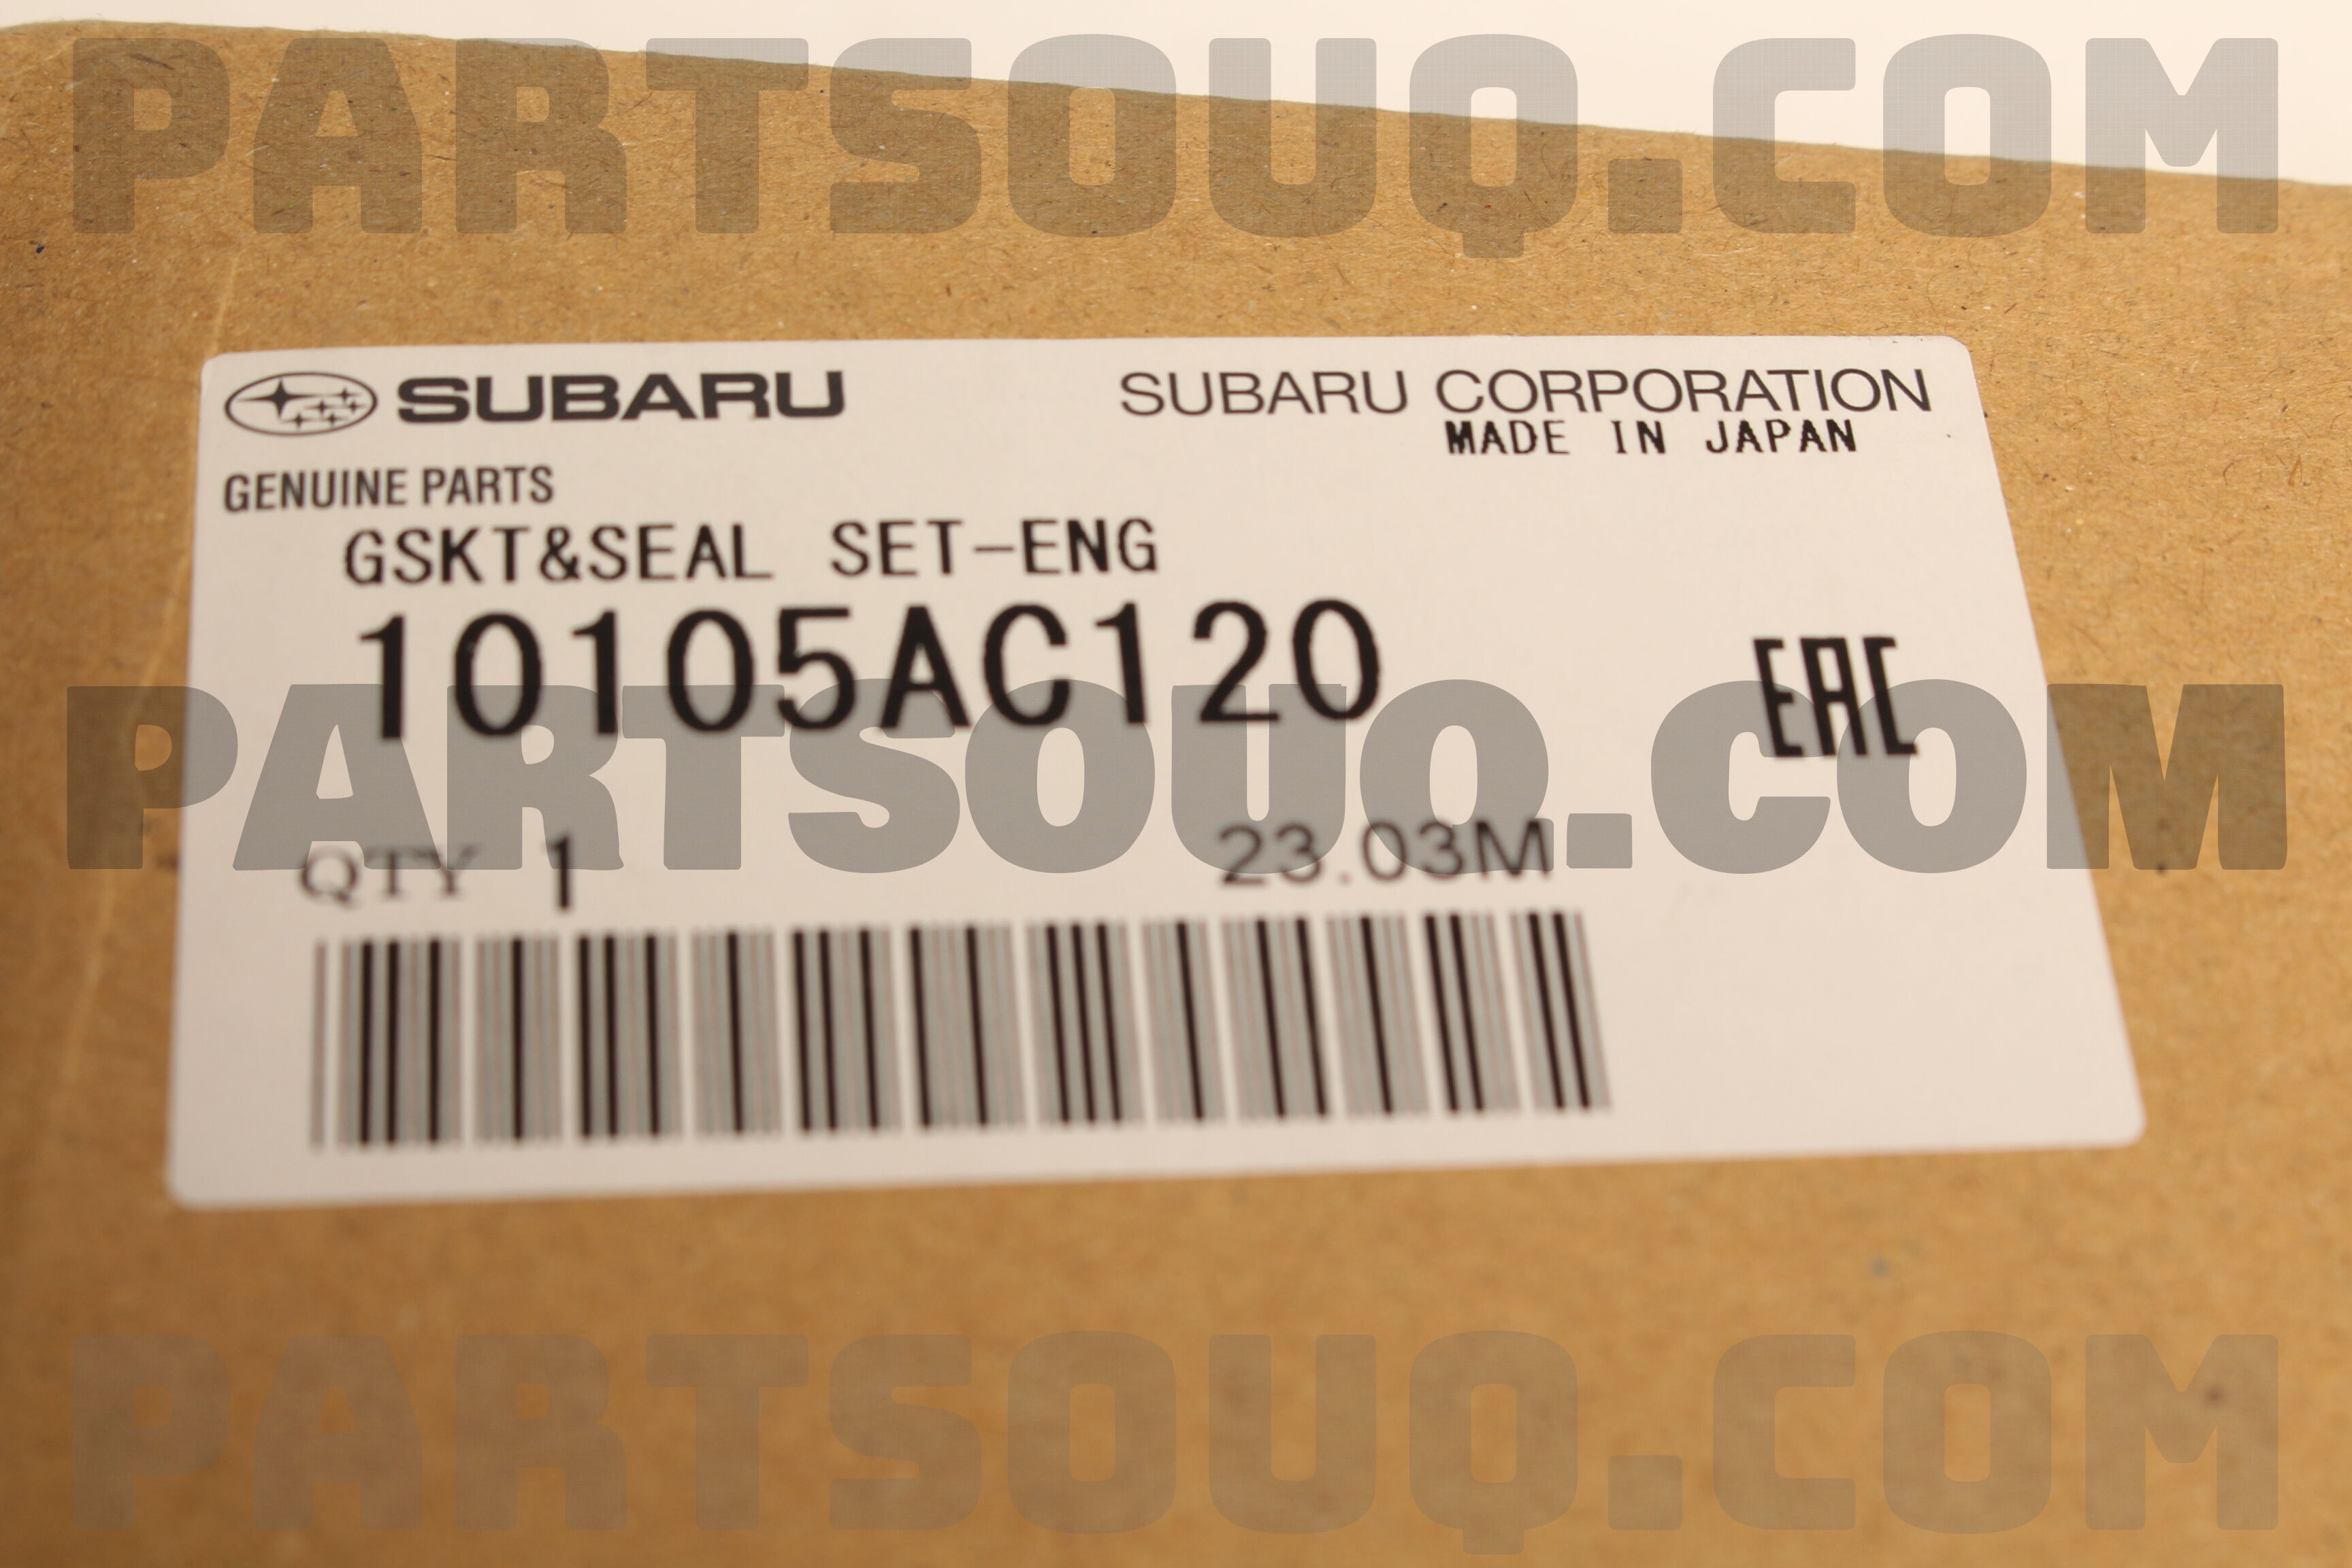 PARTSOUQ.COM
SUBARU SUBARU CORPORATION
MADE IN JAPAN
GENUINE PARTS
GSKT&SEAL SET-ENG
10105AC120
EAC
PARTSOUQ.COM
QTY 1 23.03M
PARTSOUQ.COM